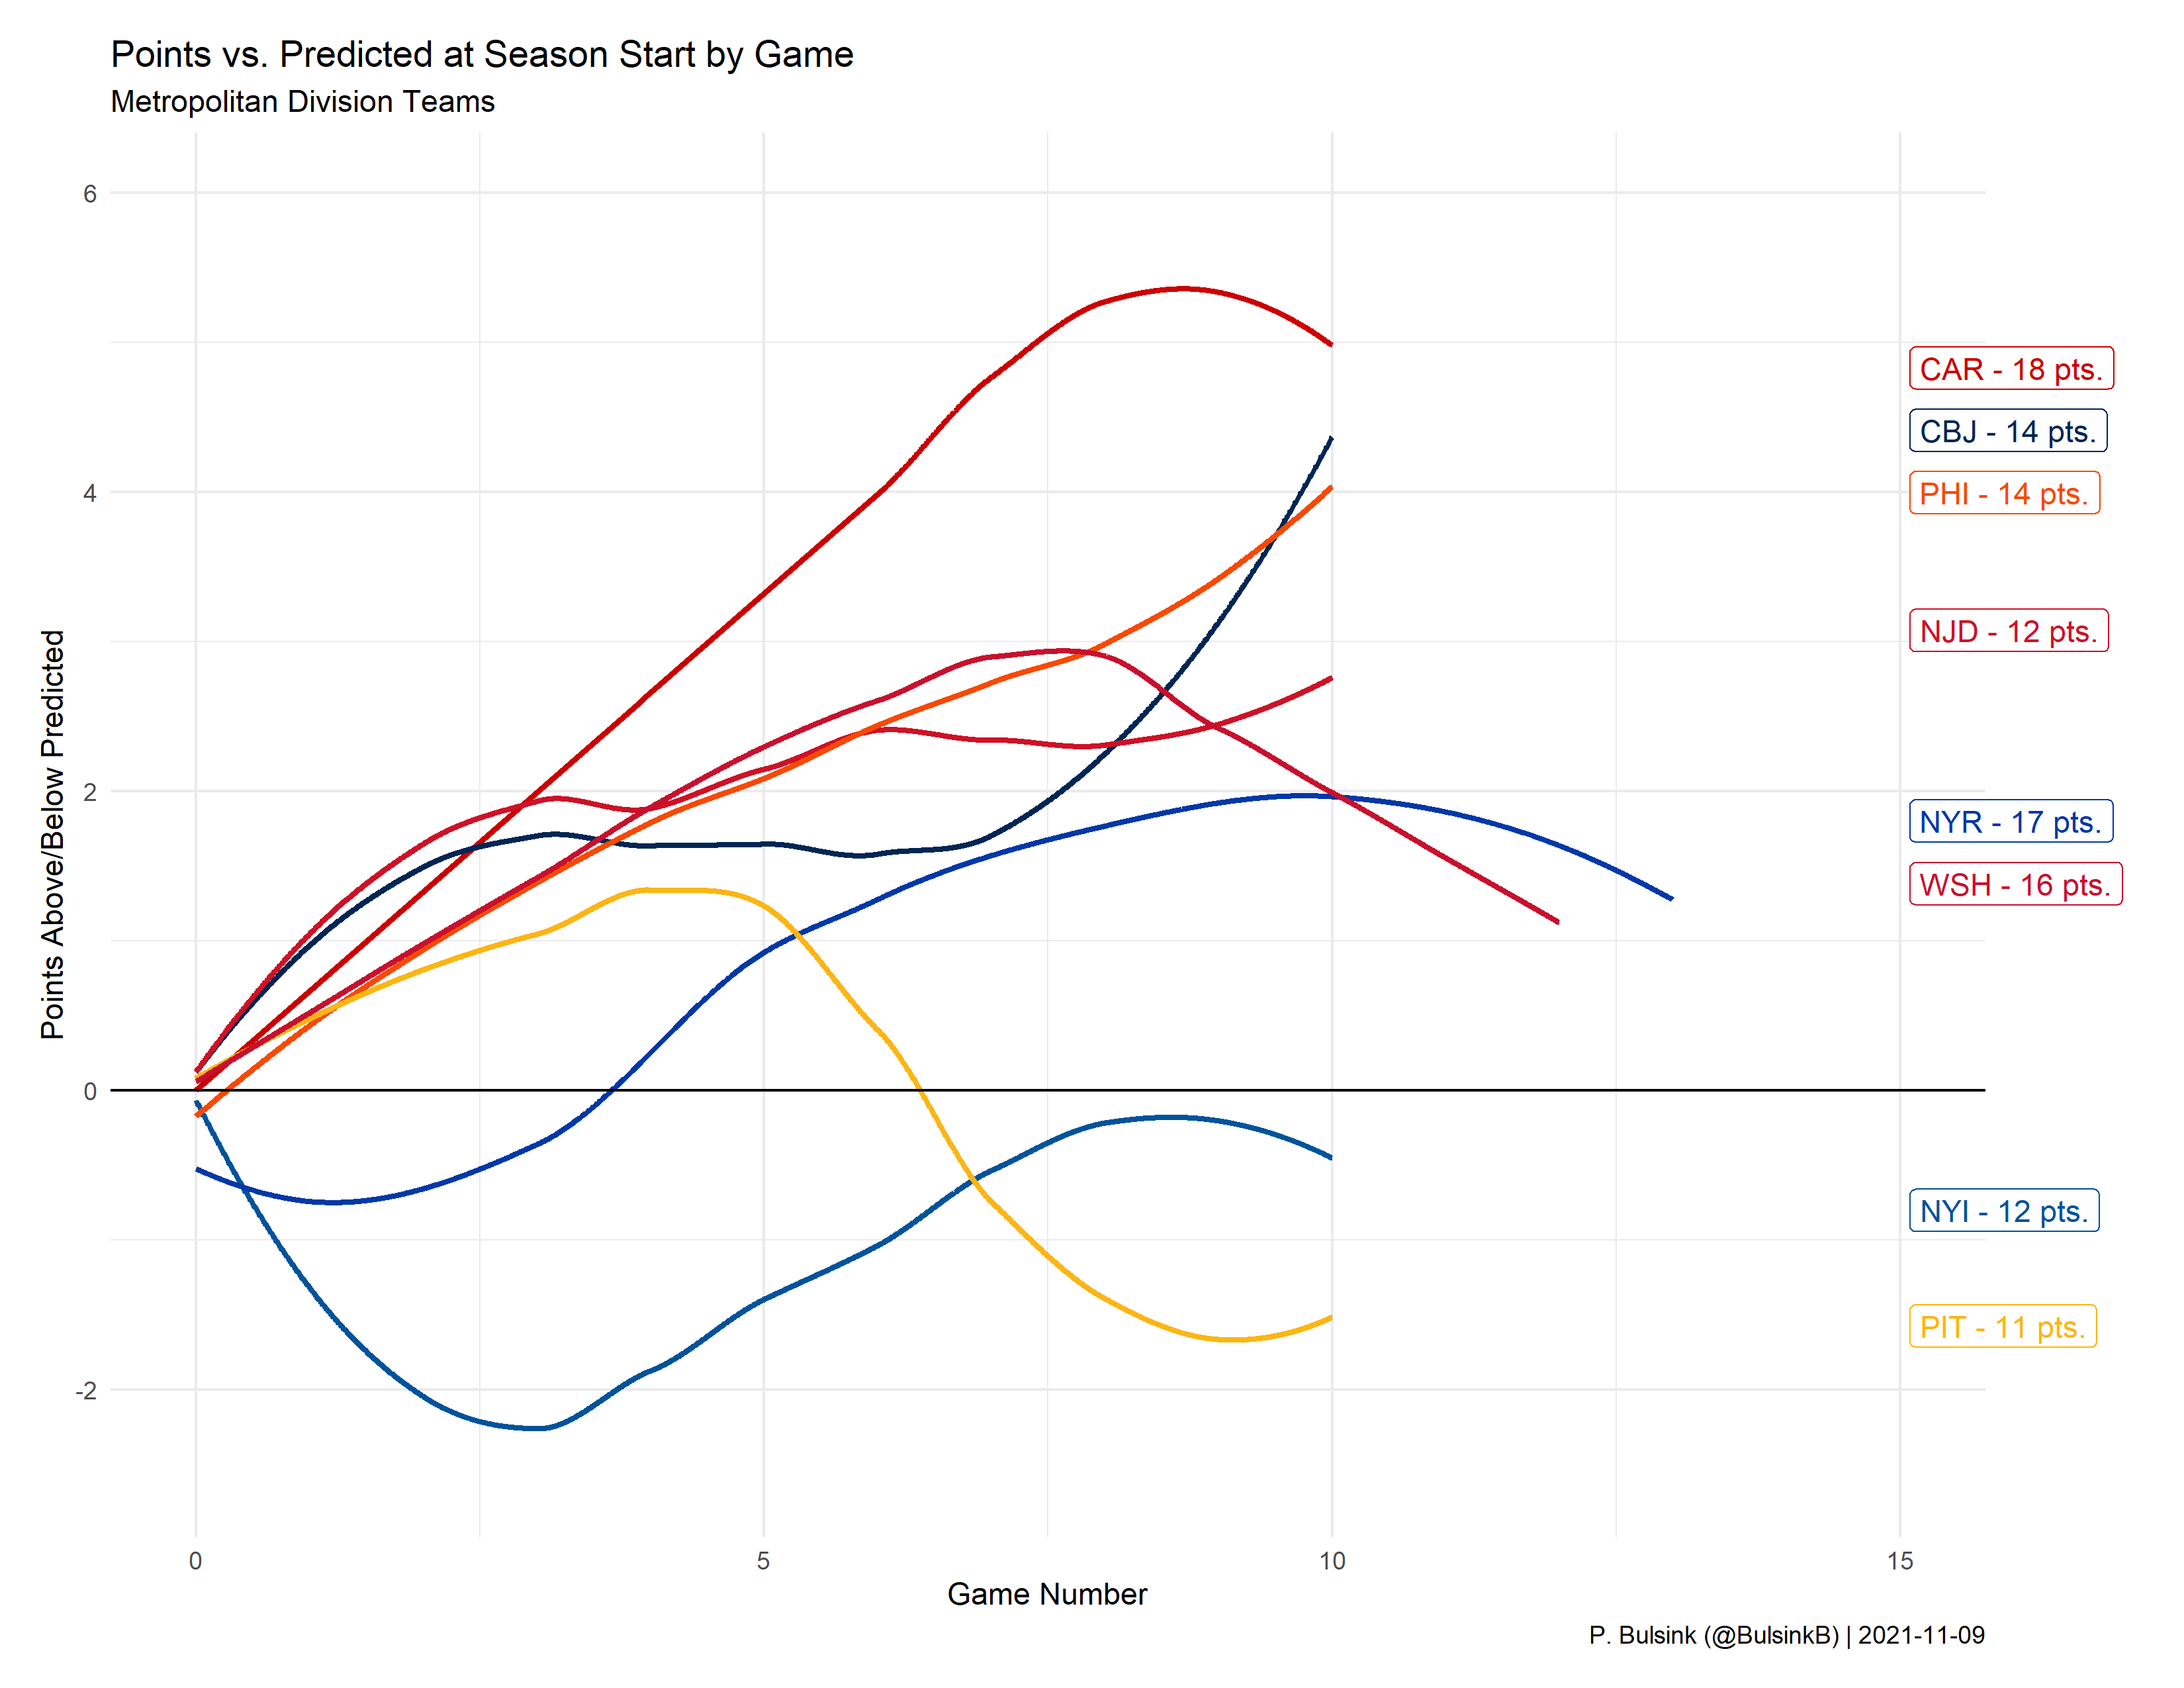 Points vs. Predicted at Season Start by Game
Metropolitan Division Teams
Points Above/Below Predicted
6
4
2
0
-2
CAR - 18 pts.
CBJ - 14 pts.
PHI - 14 pts.
NJD - 12 pts.
NYR - 17 pts.
WSH - 16 pts.
NYI - 12 pts.
PIT - 11 pts.
0 5 10 15
Game Number
P. Bulsink (@BulsinkB) | 2021-11-09